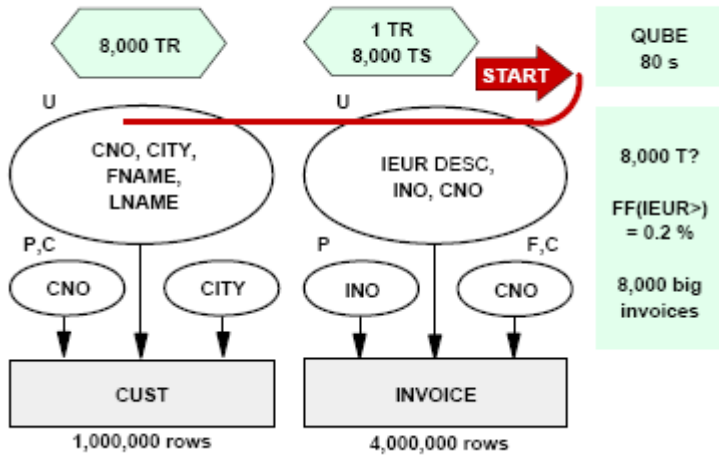 8,000 TR
1 TR
8,000 TS
START
QUBE
80 s
U
U
CNO, CITY,
FNAME,
LNAME
IEUR DESC,
INO, CNO
8,000 T?
FF(IEUR>)
= 0.2 %
8,000 big
invoices
P,C
P
F,C
CNO
CITY
INO
CNO
CUST
INVOICE
1,000,000 rows
4,000,000 rows